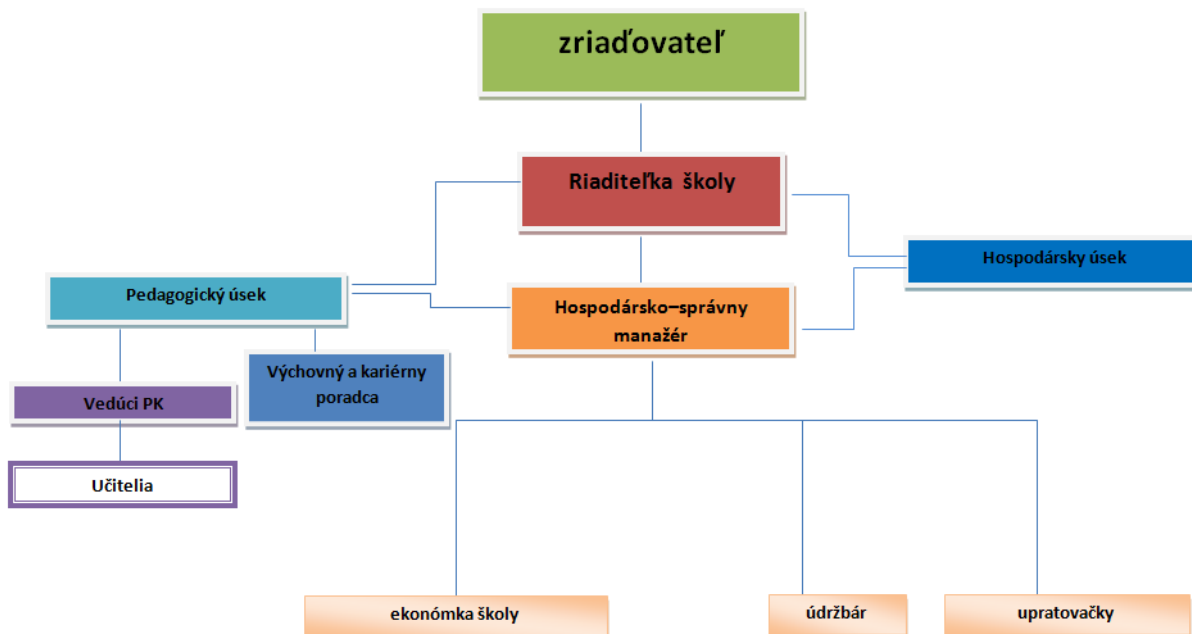 zriaďovateľ
Riaditeľka školy
Hospodársky úsek
Pedagogický úsek
Hospodársko–správny
manažér
Výchovný a kariérny
poradca
Vedúci PK
Učitelia
ekonómka školy
údržbár
upratovačky